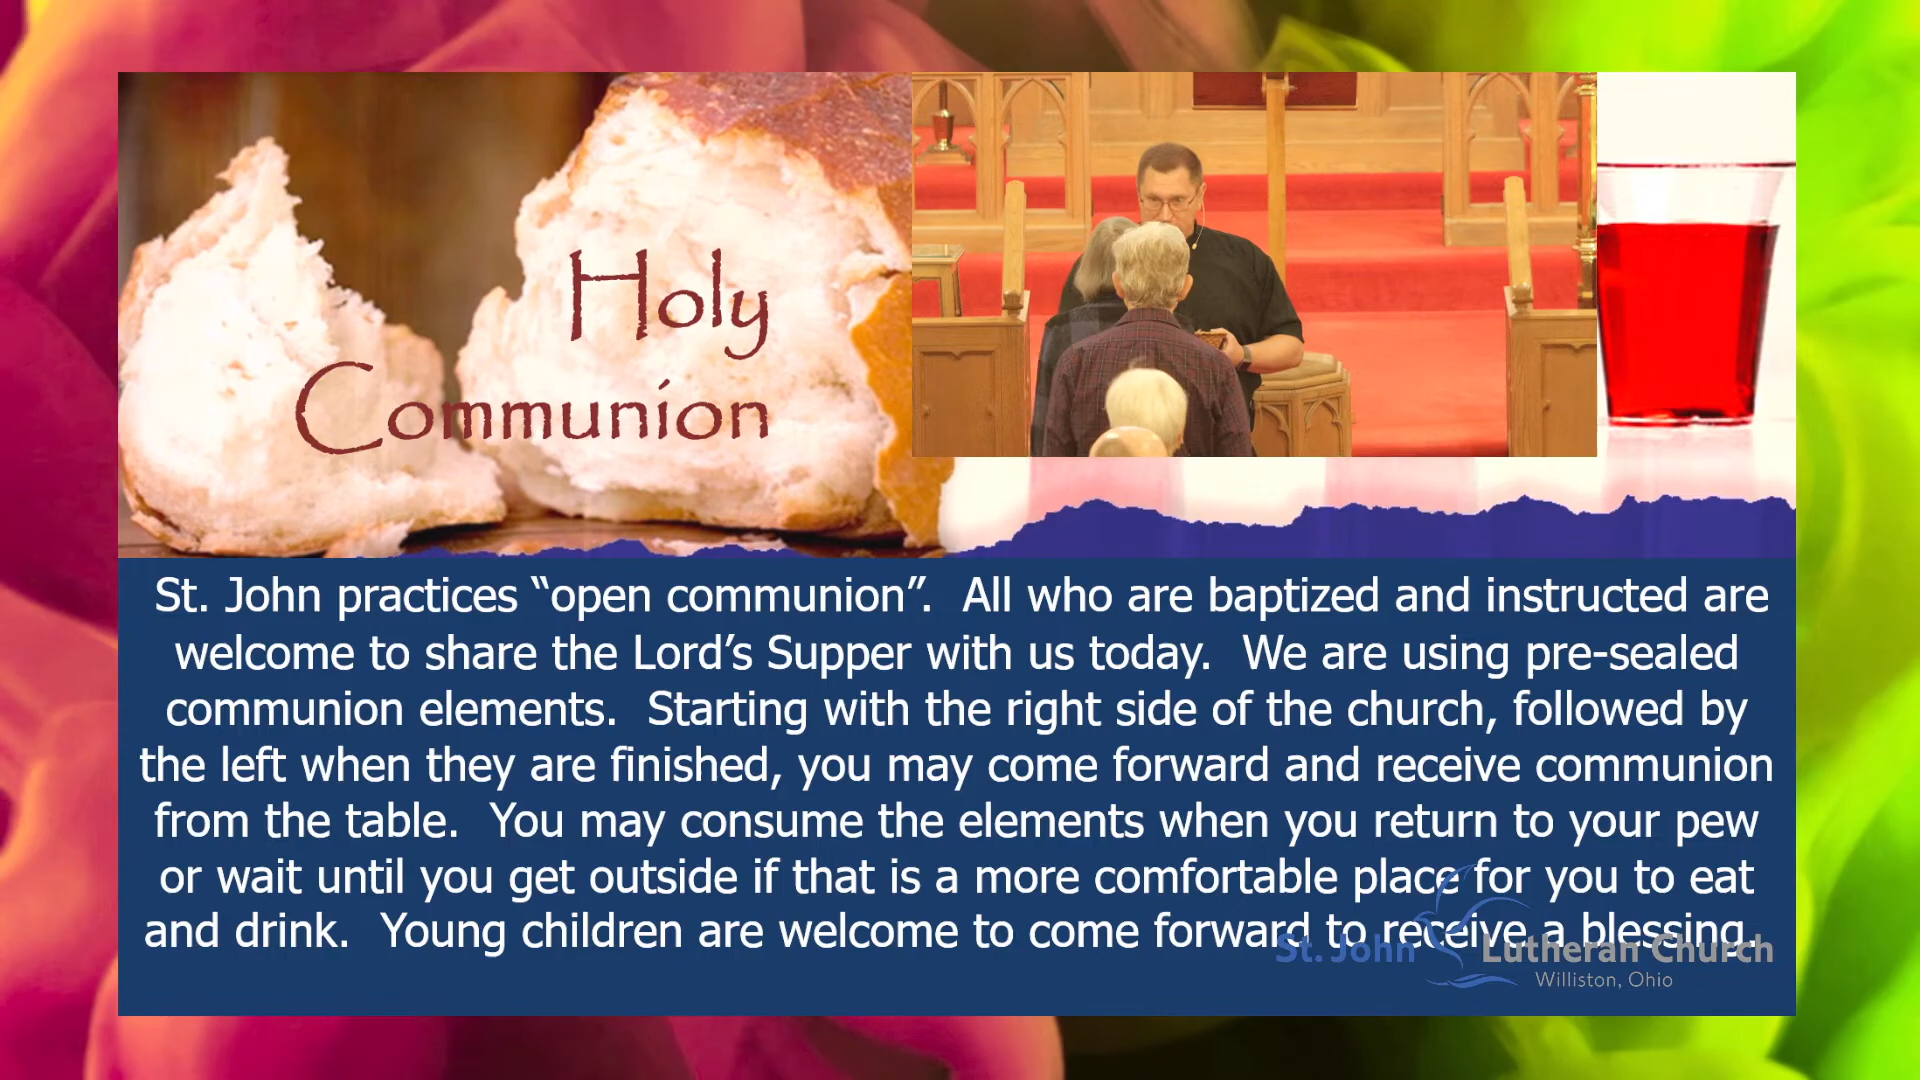 Holy
Communion
St. John practices “open communion”. All who are baptized and instructed are
welcome to share the Lord’s Supper with us today. We are using pre-sealed
communion elements. Starting with the right side of the church, followed by
the left when they are finished, you may come forward and receive communion
from the table. You may consume the elements when you return to your pew
or wait until you get outside if that is a more comfortable place for you to eat
and drink. Young children are welcome to come forward to receive a blessing.
St. John Lutheran Church
Williston, Ohio